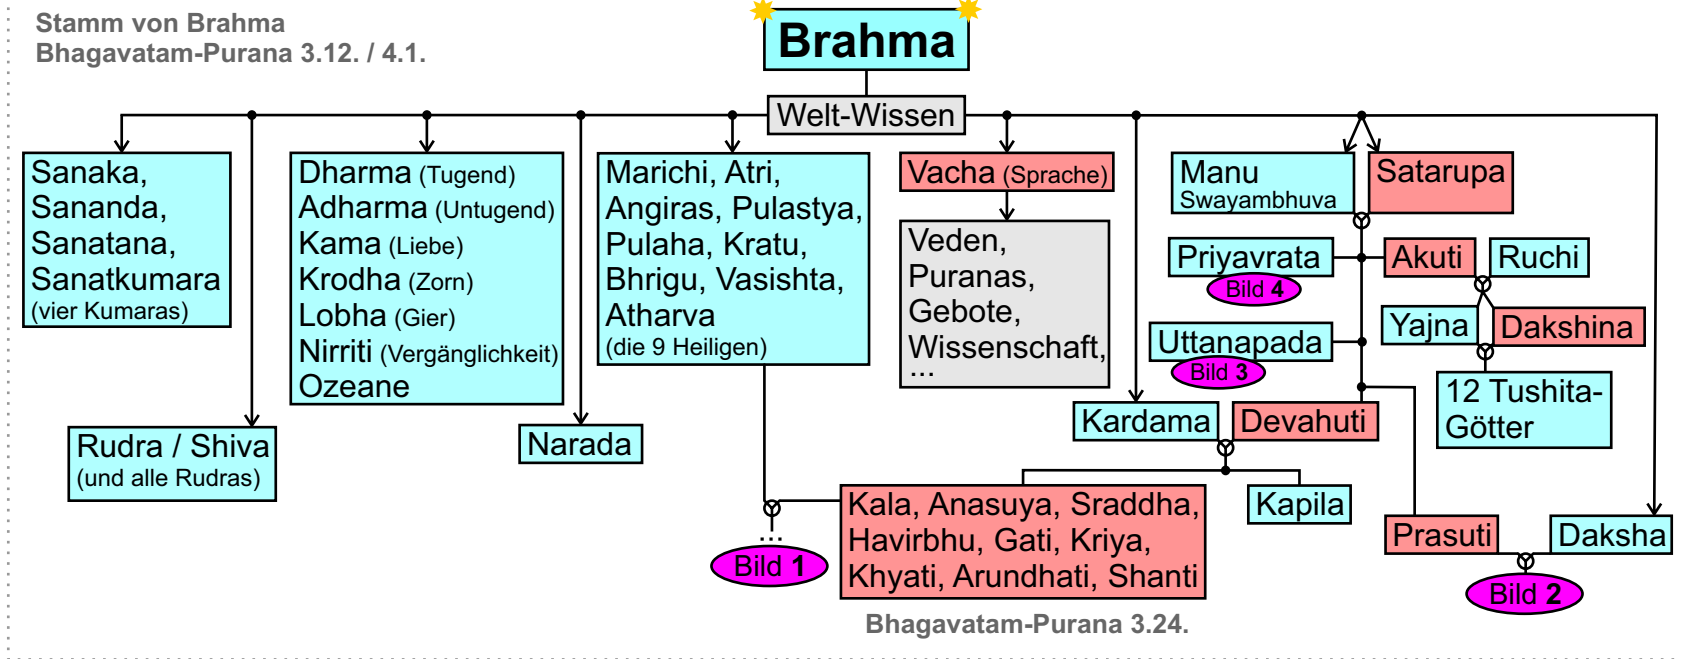 Stamm von Brahma
Bhagavatam-Purana 3.12. / 4.1.
Brahma
Welt-Wissen
Sanaka,
Sananda,
Sanatana,
Sanatkumara
(vier Kumaras)
Rudra / Shiva
(und alle Rudras)
Dharma (Tugend)
Adharma (Untugend)
Kama (Liebe)
Krodha (Zorn)
Lobha (Gier)
Nirriti (Vergänglichkeit)
Ozeane
Narada
Marichi, Atri,
Angiras, Pulastya,
Pulaha, Kratu,
Bhrigu, Vasishta,
Atharva
(die 9 Heiligen)
Vacha (Sprache)
Veden,
Puranas,
Gebote,
Wissenschaft,
...
Manu
Swayambhuva
Satarupa
Priyavrata
Bild 4
Akuti
Ruchi
Yajna
Dakshina
Uttanapada
Bild 3
12 Tushita-
Götter
Kardama
Devahuti
Kala, Anasuya, Sraddha,
Havirbhu, Gati, Kriya,
Khyati, Arundhati, Shanti
Kapila
...
Bild 1
Prasuti
Daksha
Bild 2
Bhagavatam-Purana 3.24.